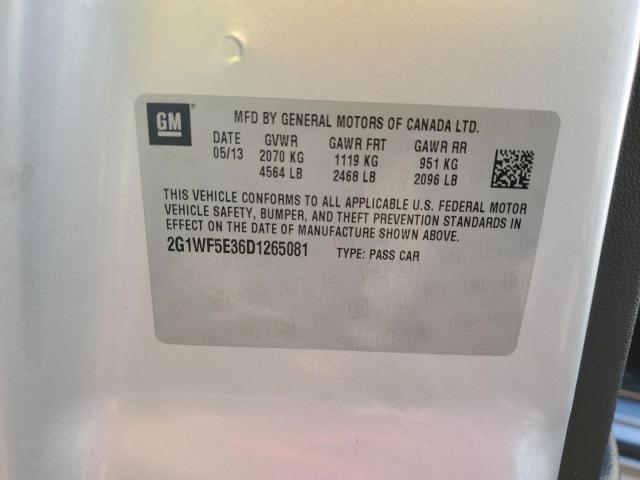 GM
MFD BY GENERAL MOTORS OF CANADA LTD.
DATE GVWR GAWR FRT GAWR RR
05/13 2070 KG 1119 KG 951 KG
4564 LB 2468 LB 2096 LB
THIS VEHICLE CONFORMS TO ALL APPLICABLE U.S. FEDERAL MOTOR
VEHICLE SAFETY, BUMPER, AND THEFT PREVENTION STANDARDS IN
EFFECT ON THE DATE OF MANUFACTURE SHOWN ABOVE.
2G1WF5E36D1265081 TYPE: PASS CAR